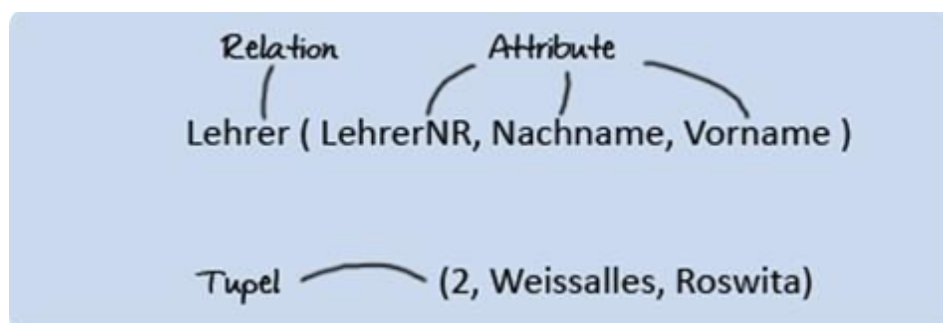 Relation Attribute
Lehrer ( LehrerNR, Nachname, Vorname )
Tupel (2, Weissalles, Roswita)